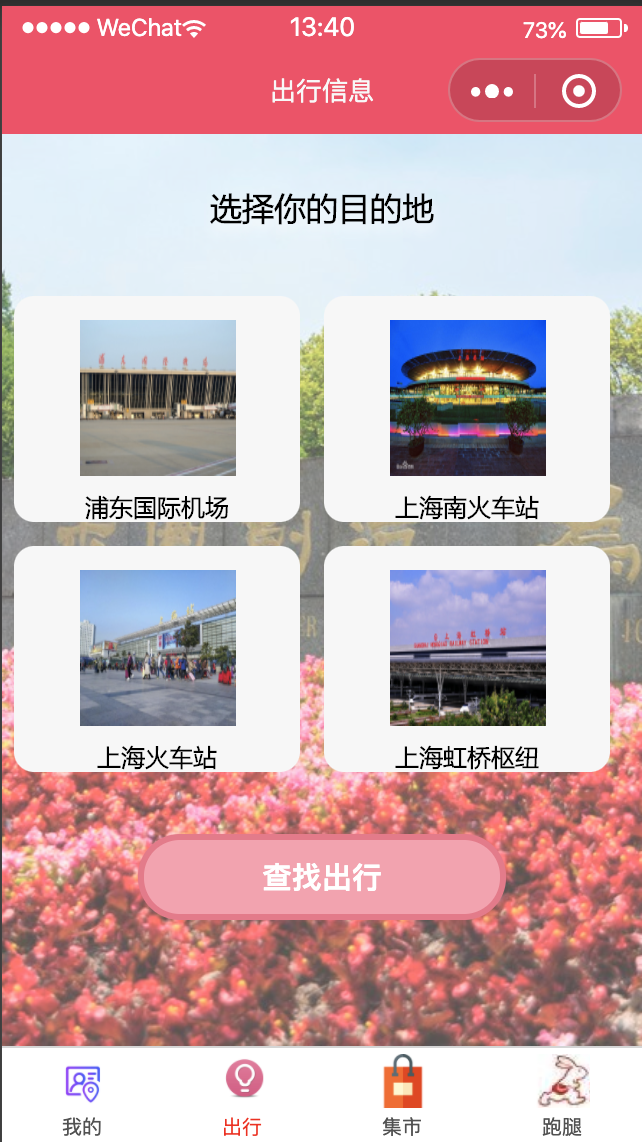 WeChat 13:40 73%
出行信息
选择你的目的地
浦东国际机场
上海南火车站
上海火车站
上海虹桥枢纽
查找出行
我的
出行
集市
跑腿